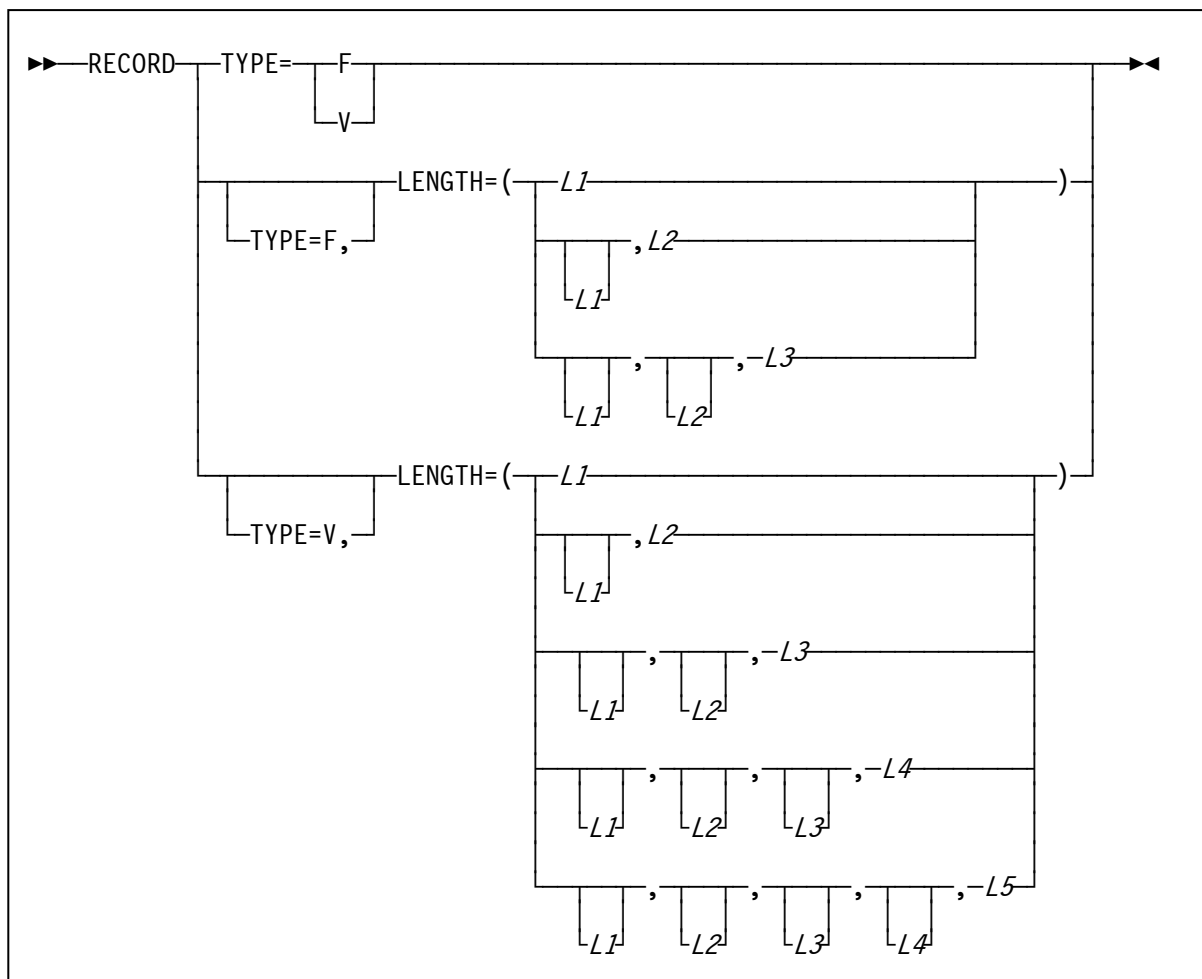 RECORD TYPE= F
V
LENGTH=( L1 )
TYPE=F, ,L2
L1
, , L3
L1 L2
LENGTH=( L1 )
TYPE=V, ,L2
L1
, , L3
L1 L2
, , , L4
L1 L2 L3
, , , , L5
L1 L2 L3 L4